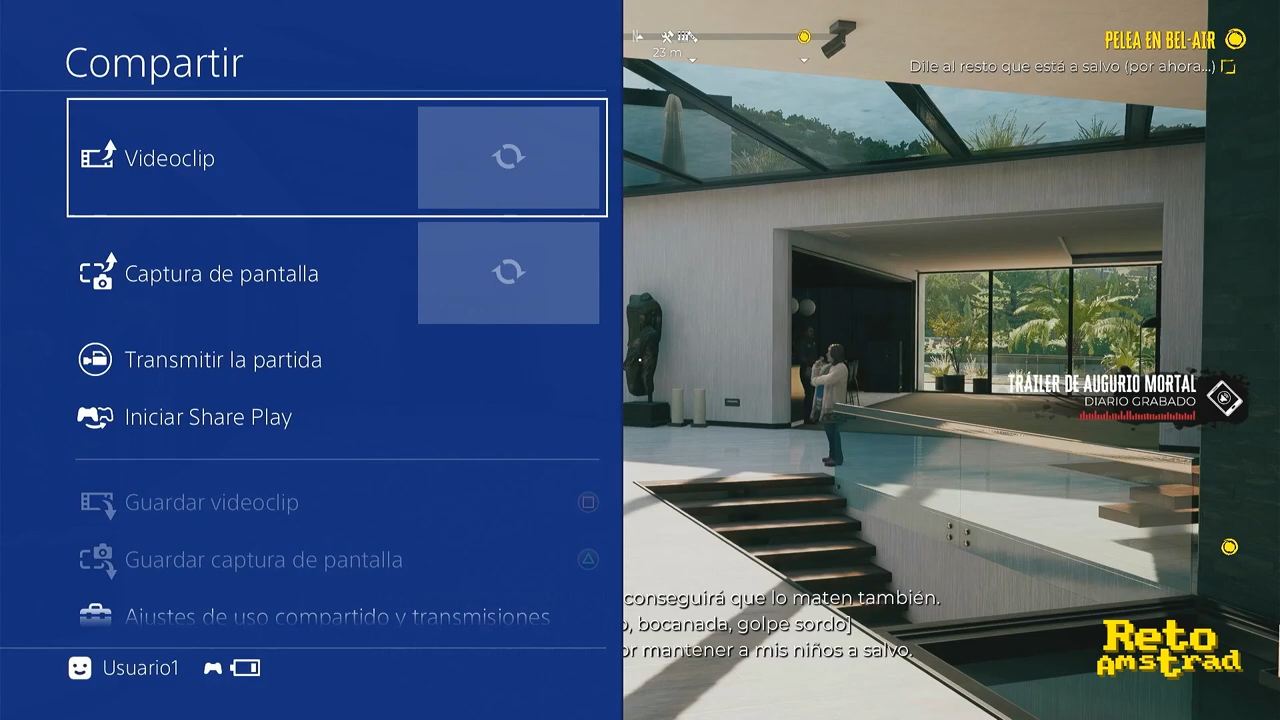 Compartir
Videoclip
Captura de pantalla
Transmitir la partida
Iniciar Share Play
Guardar videoclip
Guardar captura de pantalla
Ajustes de uso compartido y transmisiones
Usuario1
N
23 m
PELEA EN BEL-AIR
Dile al resto que está a salvo (por ahora...)
TRÁILER DE AUGURIO MORTAL
DIARIO GRABADO
conseguirá que lo maten también.
, bocanada, golpe sordo]
mantener a mis niños a salvo.
Reto
Amstrad